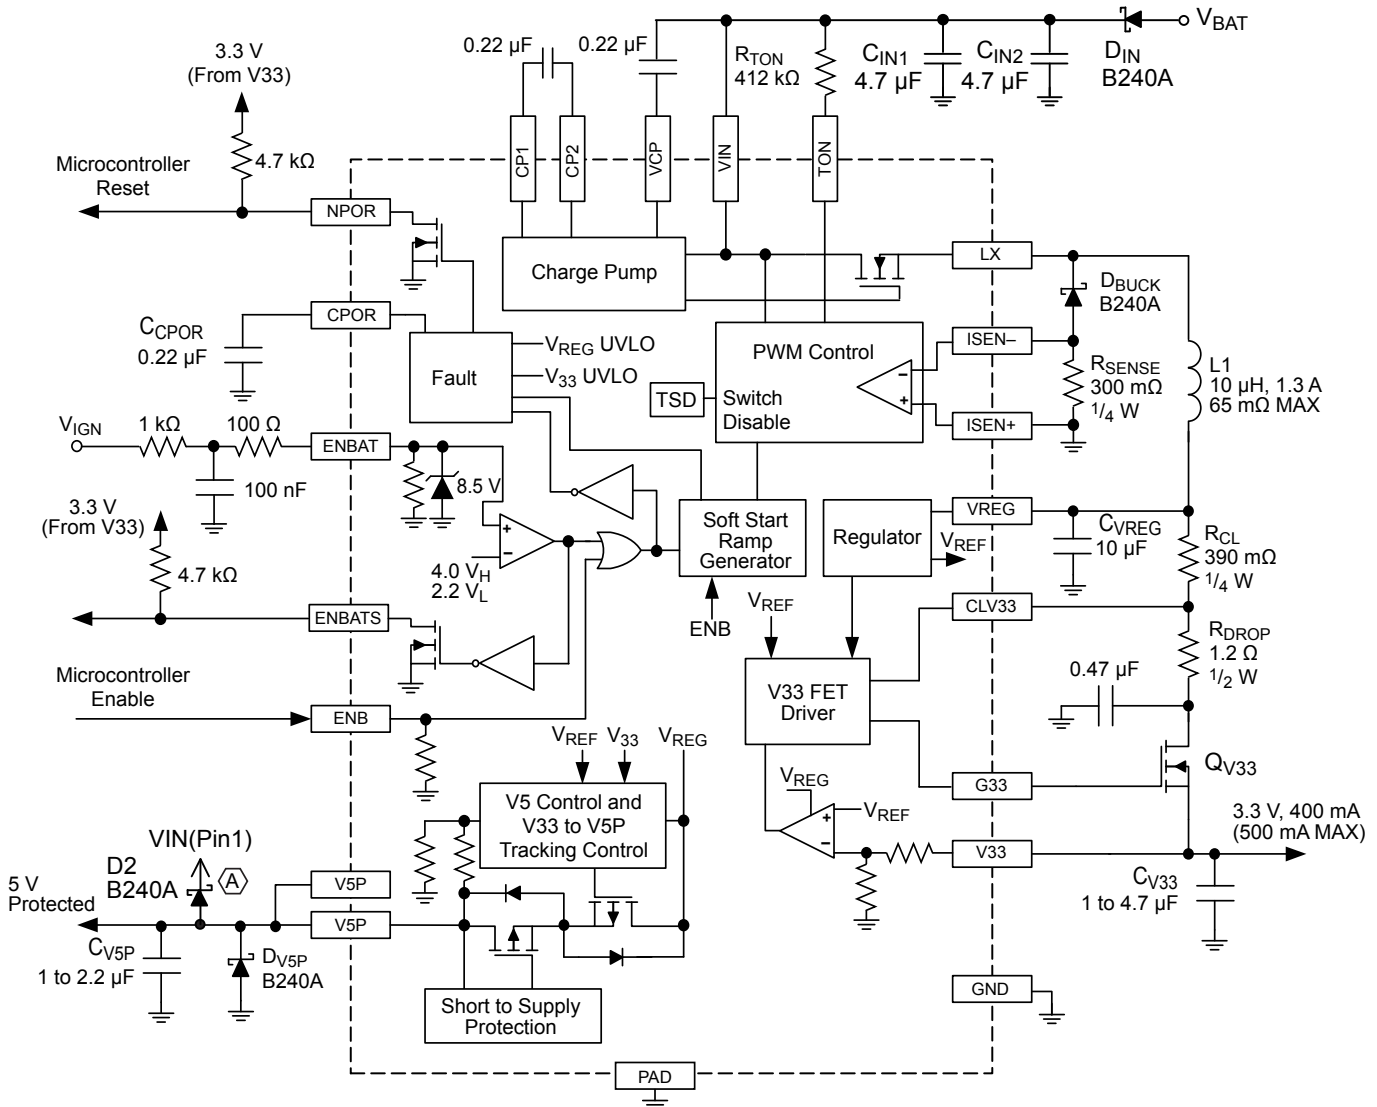 V_BAT
0.22 µF
0.22 µF
R_TON
412 kΩ
C_IN1
4.7 µF
C_IN2
4.7 µF
D_IN
B240A
3.3 V
(From V33)
4.7 kΩ
CP1
CP2
VCP
VIN
TON
Microcontroller
Reset
NPOR
Charge Pump
LX
D_BUCK
B240A
C_CPOR
0.22 µF
CPOR
Fault
V_REG UVLO
V_33 UVLO
PWM Control
Switch
Disable
TSD
ISEN–
ISEN+
–
+
R_SENSE
300 mΩ
1/4 W
L1
10 µH, 1.3 A
65 mΩ MAX
V_IGN
1 kΩ
100 Ω
ENBAT
100 nF
8.5 V
3.3 V
(From V33)
4.7 kΩ
+
–
4.0 V_H
2.2 V_L
Soft Start
Ramp
Generator
ENB
Regulator
V_REF
VREG
C_VREG
10 µF
R_CL
390 mΩ
1/4 W
ENBATS
V_REF
CLV33
R_DROP
1.2 Ω
1/2 W
Microcontroller
Enable
ENB
V33 FET
Driver
0.47 µF
V_REF
V_33
V_REG
G33
Q_V33
V_REG
V_REF
+
–
V5 Control and
V33 to V5P
Tracking Control
V33
3.3 V, 400 mA
(500 mA MAX)
C_V33
1 to 4.7 µF
VIN(Pin1)
D2
B240A
A
V5P
5 V
Protected
V5P
C_V5P
1 to 2.2 µF
D_V5P
B240A
Short to Supply
Protection
GND
PAD